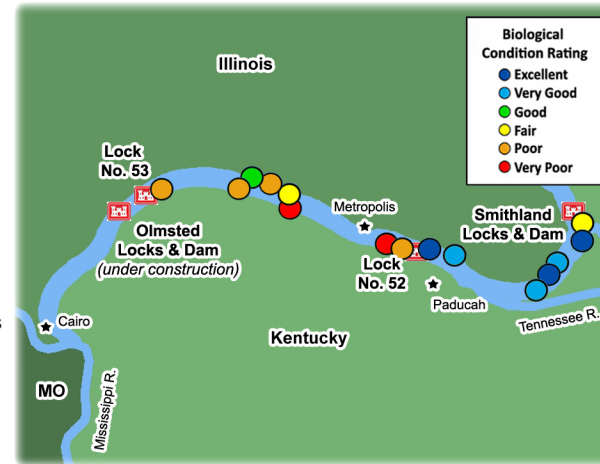 Biological
Condition Rating
Excellent
Very Good
Good
Fair
Poor
Very Poor
Illinois
Lock
No. 53
Olmsted
Locks & Dam
(under construction)
Metropolis
Smithland
Locks & Dam
Lock
No. 52
Paducah
Tennessee R.
Cairo
Kentucky
MO
Mississippi R.